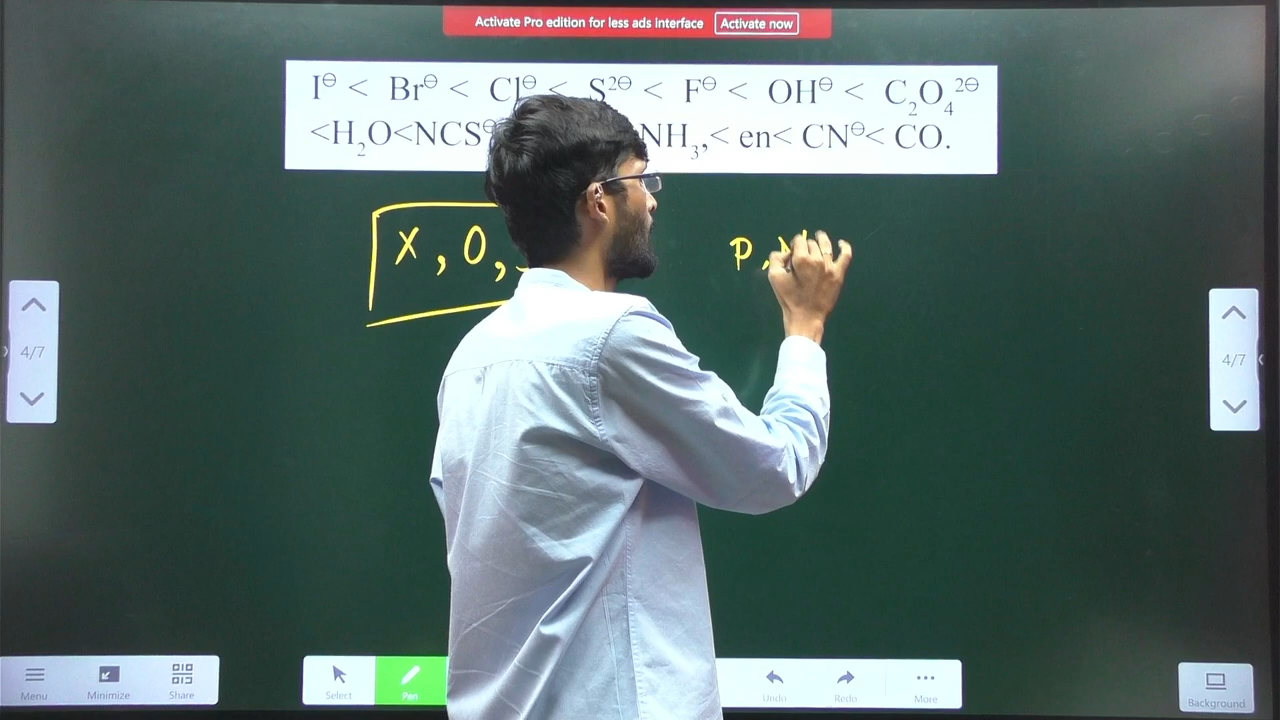 Activate Pro edition for less ads interface Activate now
I⊖ < Br⊖ < Cl⊖ < S²⊖ < F⊖ < OH⊖ < C₂O₄²⊖
<H₂O<NCS⊖ NH₃,< en< CN⊖< CO.
X, O, P,
4/7 4/7
Menu Minimize Share Select Pen Undo Redo More Background